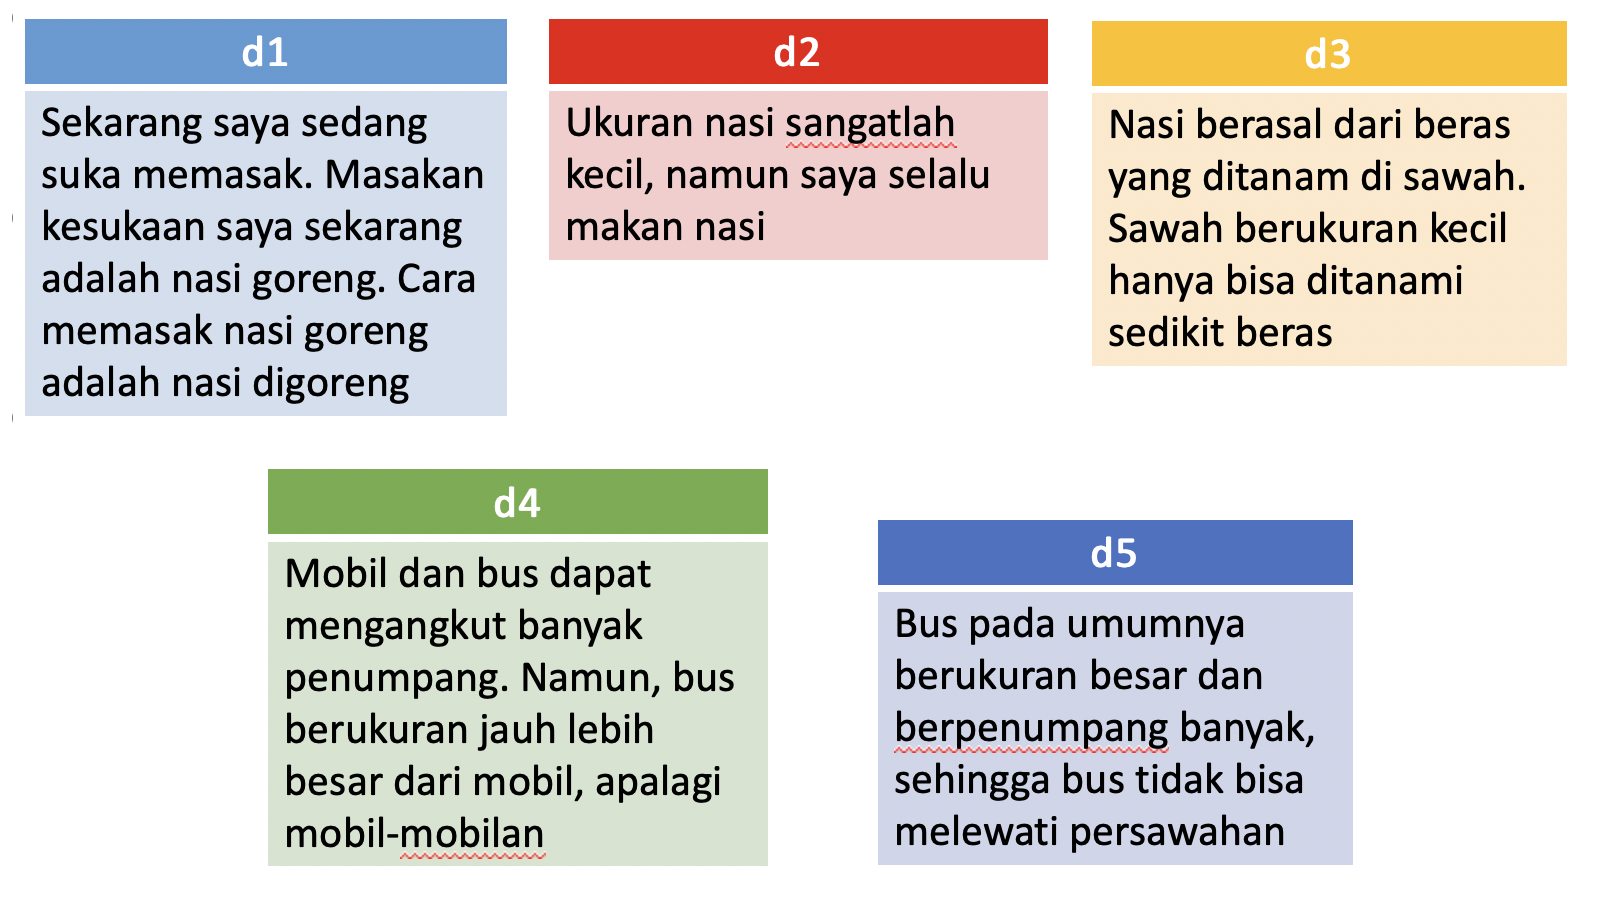 d1
Sekarang saya sedang
suka memasak. Masakan
kesukaan saya sekarang
adalah nasi goreng. Cara
memasak nasi goreng
adalah nasi digoreng
d2
Ukuran nasi sangatlah
kecil, namun saya selalu
makan nasi
d3
Nasi berasal dari beras
yang ditanam di sawah.
Sawah berukuran kecil
hanya bisa ditanami
sedikit beras
d4
Mobil dan bus dapat
mengangkut banyak
penumpang. Namun, bus
berukuran jauh lebih
besar dari mobil, apalagi
mobil-mobilan
d5
Bus pada umumnya
berukuran besar dan
berpenumpang banyak,
sehingga bus tidak bisa
melewati persawahan